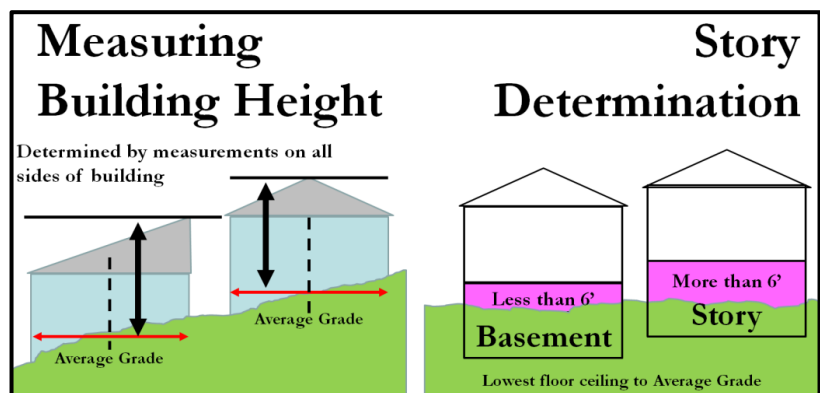 Measuring
Building Height
Determined by measurements on all
sides of building
Average Grade
Average Grade
Story
Determination
Less than 6'
Basement
More than 6'
Story
Lowest floor ceiling to Average Grade